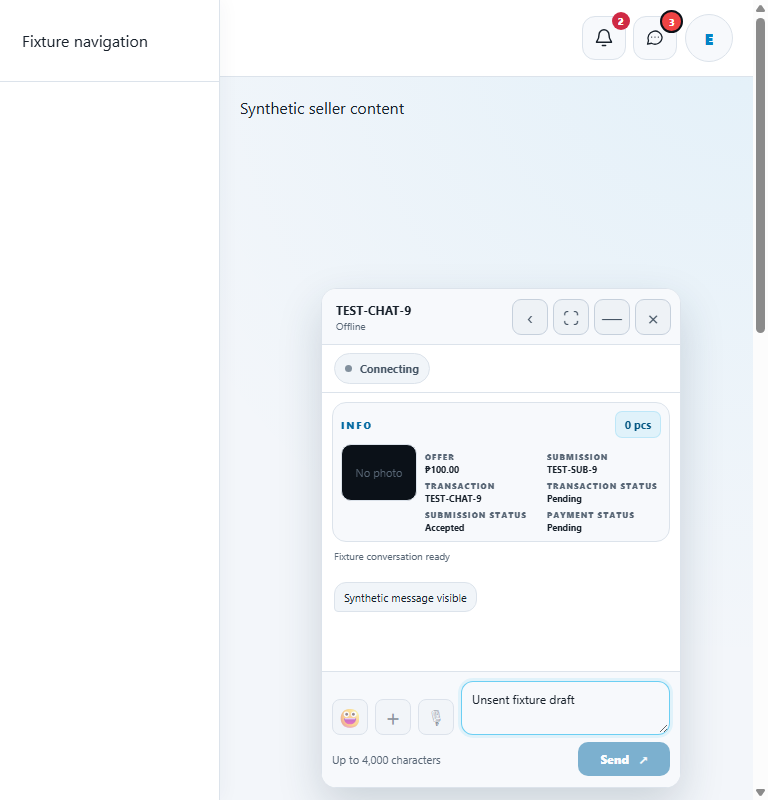 Fixture navigation
2
3
E
Synthetic seller content
TEST-CHAT-9
Offline
Connecting
INFO
0 pcs
No photo
OFFER
₱100.00
SUBMISSION
TEST-SUB-9
TRANSACTION
TEST-CHAT-9
TRANSACTION STATUS
Pending
SUBMISSION STATUS
Accepted
PAYMENT STATUS
Pending
Fixture conversation ready
Synthetic message visible
Unsent fixture draft
Up to 4,000 characters
Send ↗